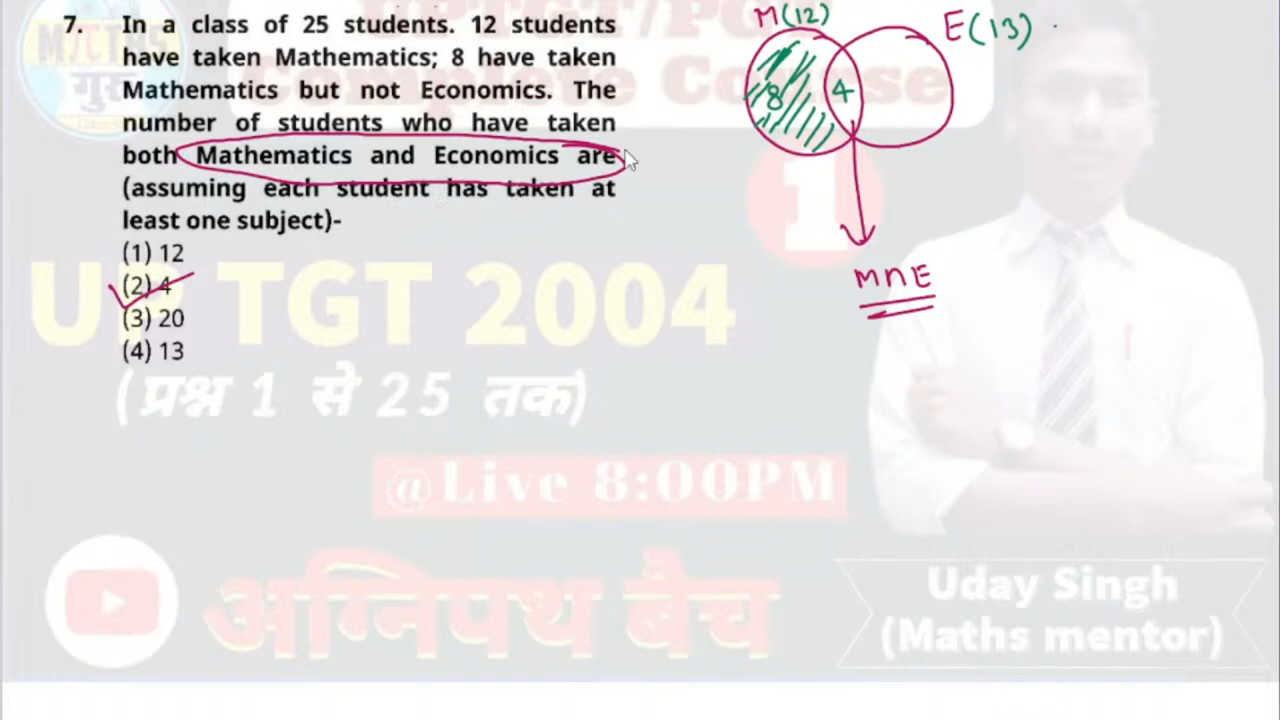 7. In a class of 25 students. 12 students
have taken Mathematics; 8 have taken
Mathematics but not Economics. The
number of students who have taken
both Mathematics and Economics are
(assuming each student has taken at
least one subject)-
(1) 12
(2) 4
(3) 20
(4) 13
M(12)
E(13)
8
4
M∩E
1
UP TGT 2004
(प्रश्न 1 से 25 तक)
@Live 8:00PM
अग्निपथ बैच
Uday Singh
(Maths mentor)
Complete Course
गुरु